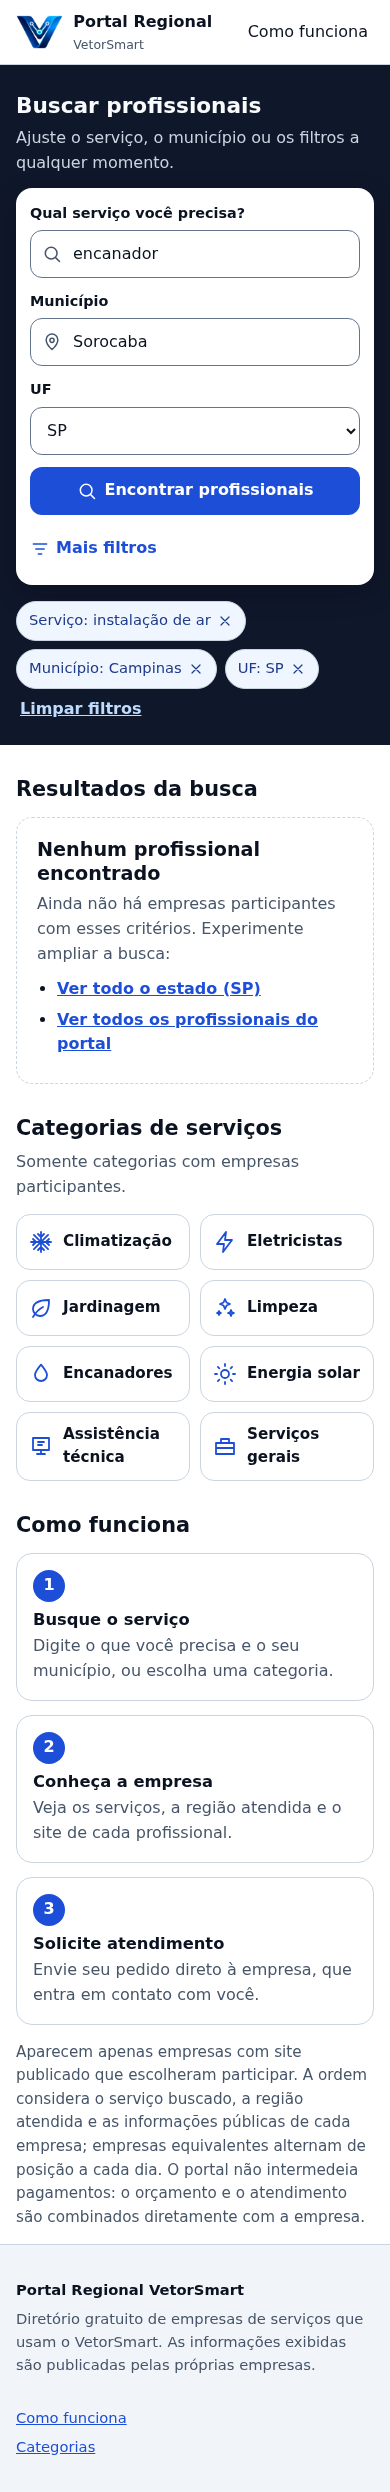 Portal Regional
VetorSmart
Como funciona
Buscar profissionais
Ajuste o serviço, o município ou os filtros a
qualquer momento.
Qual serviço você precisa?
encanador
Município
Sorocaba
UF
SP
Encontrar profissionais
Mais filtros
Serviço: instalação de ar
Município: Campinas
UF: SP
Limpar filtros
Resultados da busca
Nenhum profissional
encontrado
Ainda não há empresas participantes
com esses critérios. Experimente
ampliar a busca:
Ver todo o estado (SP)
Ver todos os profissionais do
portal
Categorias de serviços
Somente categorias com empresas
participantes.
Climatização
Eletricistas
Jardinagem
Limpeza
Encanadores
Energia solar
Assistência
técnica
Serviços
gerais
Como funciona
1
Busque o serviço
Digite o que você precisa e o seu
município, ou escolha uma categoria.
2
Conheça a empresa
Veja os serviços, a região atendida e o
site de cada profissional.
3
Solicite atendimento
Envie seu pedido direto à empresa, que
entra em contato com você.
Aparecem apenas empresas com site
publicado que escolheram participar. A ordem
considera o serviço buscado, a região
atendida e as informações públicas de cada
empresa; empresas equivalentes alternam de
posição a cada dia. O portal não intermedeia
pagamentos: o orçamento e o atendimento
são combinados diretamente com a empresa.
Portal Regional VetorSmart
Diretório gratuito de empresas de serviços que
usam o VetorSmart. As informações exibidas
são publicadas pelas próprias empresas.
Como funciona
Categorias